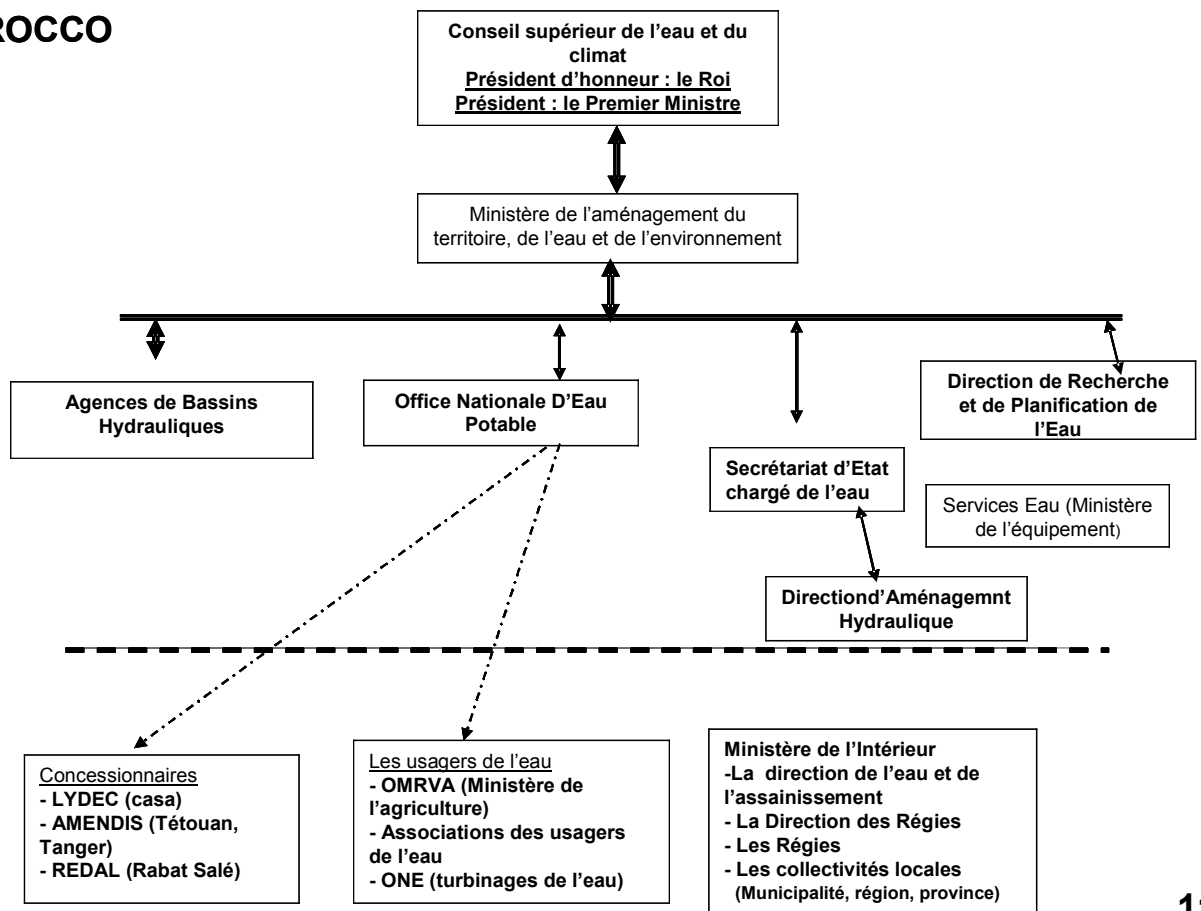 ROCCO
Conseil supérieur de l’eau et du
climat
Président d’honneur : le Roi
Président : le Premier Ministre
Ministère de l’aménagement du
territoire, de l’eau et de l’environnement
Agences de Bassins
Hydrauliques
Office Nationale D’Eau
Potable
Direction de Recherche
et de Planification de
l’Eau
Secrétariat d’Etat
chargé de l’eau
Services Eau (Ministère
de l’équipement)
Directiond’Aménagemnt
Hydraulique
Concessionnaires
- LYDEC (casa)
- AMENDIS (Tétouan,
Tanger)
- REDAL (Rabat Salé)
Les usagers de l’eau
- OMRVA (Ministère de
l’agriculture)
- Associations des usagers
de l’eau
- ONE (turbinages de l’eau)
Ministère de l’Intérieur
-La direction de l’eau et de
l’assainissement
- La Direction des Régies
- Les Régies
- Les collectivités locales
(Municipalité, région, province)